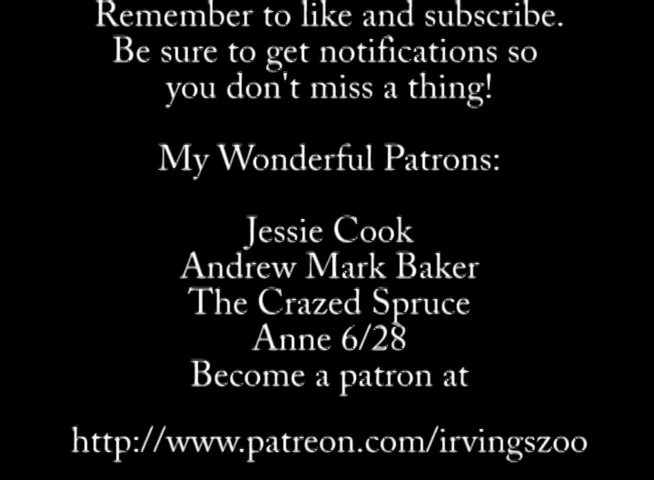 Remember to like and subscribe.
Be sure to get notifications so
you don't miss a thing!
My Wonderful Patrons:
Jessie Cook
Andrew Mark Baker
The Crazed Spruce
Anne 6/28
Become a patron at
http://www.patreon.com/irvingszoo